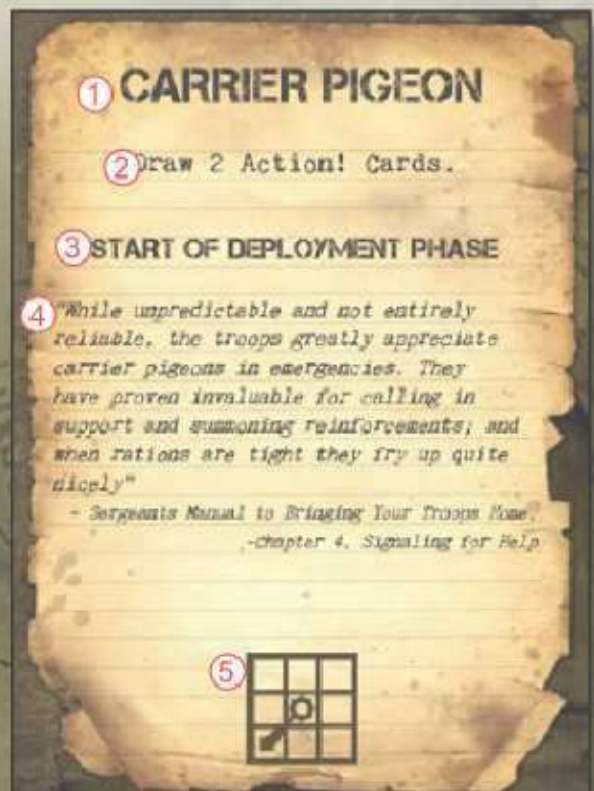 1 CARRIER PIGEON
2 Draw 2 Action! Cards.
3 START OF DEPLOYMENT PHASE
4 "While unpredictable and not entirely
reliable, the troops greatly appreciate
carrier pigeons in emergencies. They
have proven invaluable for calling in
support and summoning reinforcements, and
when rations are tight they fry up quite
nicely"
- Sergeants Manual to Bringing Your Troops Home.
-Chapter 4. Signaling for Help
5